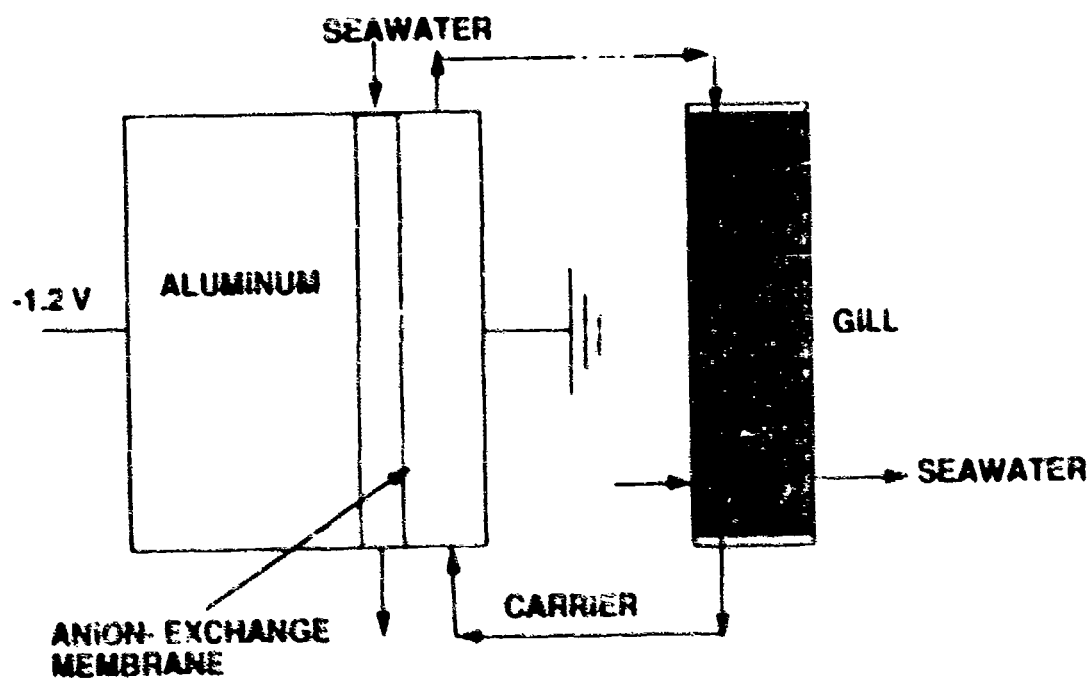 SEAWATER
ALUMINUM
-1.2 V
GILL
SEAWATER
CARRIER
ANION-EXCHANGE
MEMBRANE